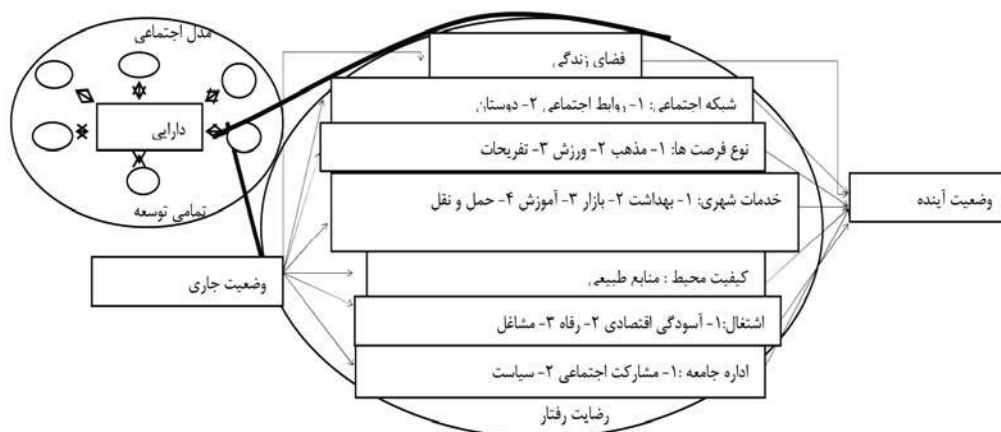 مدل اجتماعی
دارایی
تمامی توسعه
وضعیت جاری
فضای زندگی
شبکه اجتماعی: ۱- روابط اجتماعی ۲- دوستان
نوع فرصت ها: ۱- مذهب ۲- ورزش ۳- تفریحات
خدمات شهری: ۱- بهداشت ۲- بازار ۳- آموزش ۴- حمل و نقل
کیفیت محیط : منابع طبیعی
اشتغال:۱- آسودگی اقتصادی ۲- رفاه ۳- مشاغل
اداره جامعه :۱- مشارکت اجتماعی ۲- سیاست
رضایت رفتار
وضعیت آینده